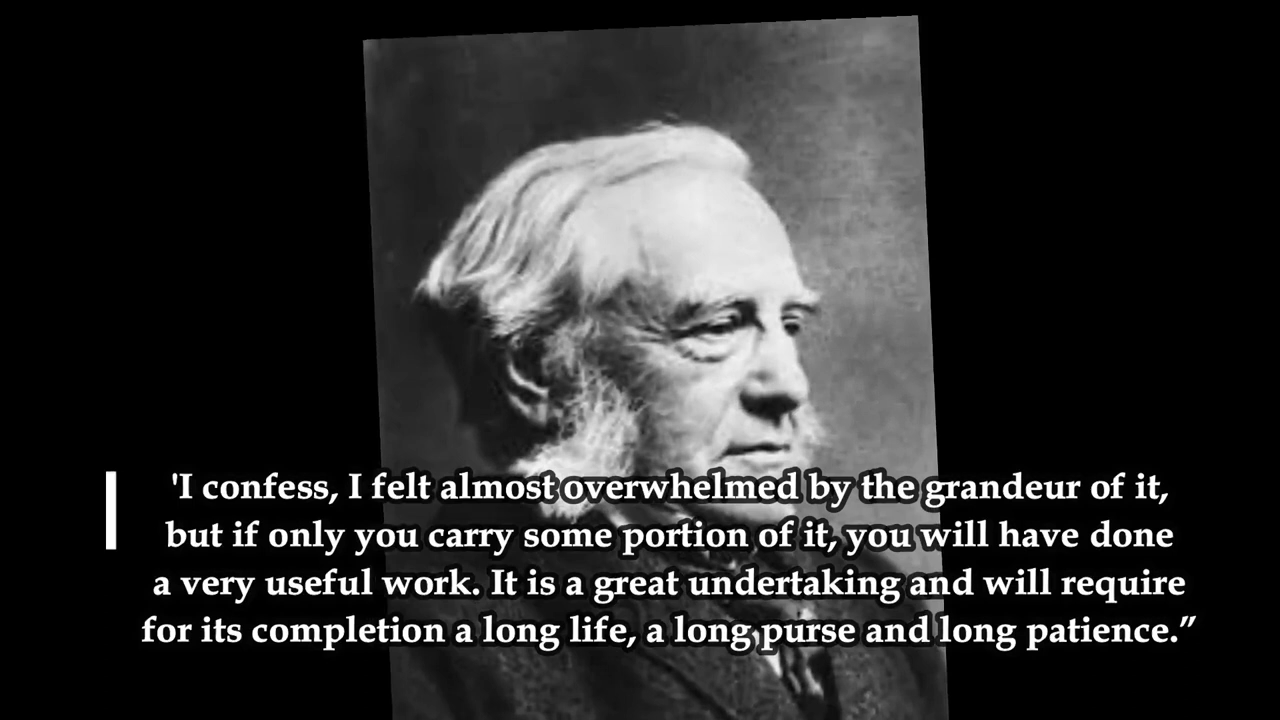 'I confess, I felt almost overwhelmed by the grandeur of it,
but if only you carry some portion of it, you will have done
a very useful work. It is a great undertaking and will require
for its completion a long life, a long purse and long patience.”